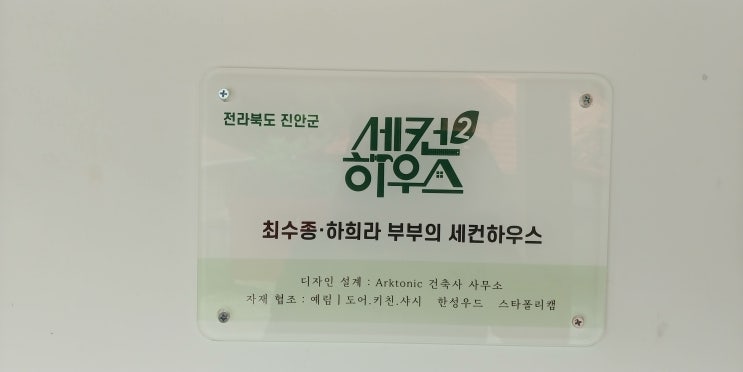 전라북도 진안군
세컨2
하우스
최수종·하희라 부부의 세컨하우스
디자인 설계 : Arktonic 건축사 사무소
자재 협조 : 예림 | 도어.키친.샤시 한성우드 스타폴리캠